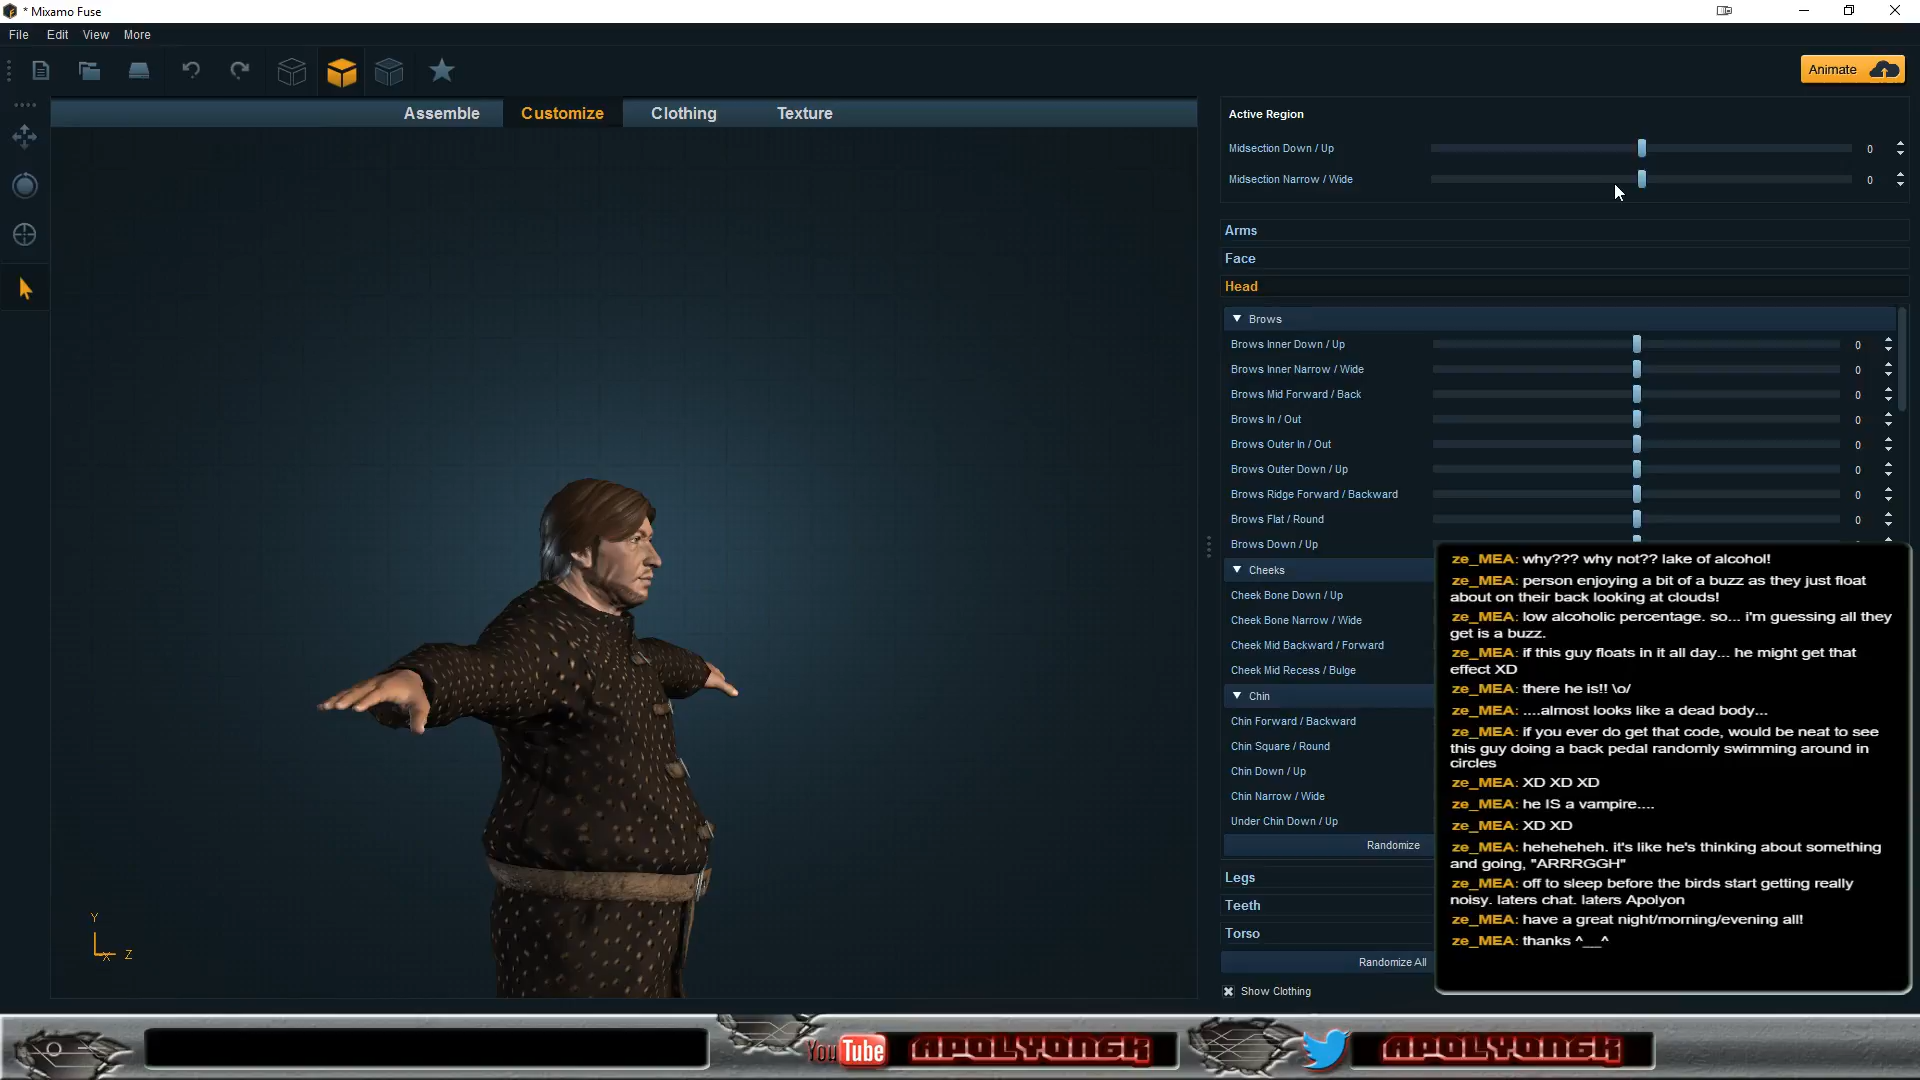 * Mixamo Fuse
File Edit View More
Animate
Assemble Customize Clothing Texture
Active Region
Midsection Down / Up 0
Midsection Narrow / Wide 0
Arms
Face
Head
Brows
Brows Inner Down / Up 0
Brows Inner Narrow / Wide 0
Brows Mid Forward / Back 0
Brows In / Out 0
Brows Outer In / Out 0
Brows Outer Down / Up 0
Brows Ridge Forward / Backward 0
Brows Flat / Round 0
Brows Down / Up
Cheeks
Cheek Bone Down / Up
Cheek Bone Narrow / Wide
Cheek Mid Backward / Forward
Cheek Mid Recess / Bulge
Chin
Chin Forward / Backward
Chin Square / Round
Chin Down / Up
Chin Narrow / Wide
Under Chin Down / Up
Randomize
Legs
Teeth
Torso
Randomize All
Show Clothing
ze_MEA: why??? why not?? lake of alcohol!
ze_MEA: person enjoying a bit of a buzz as they just float
about on their back looking at clouds!
ze_MEA: low alcoholic percentage. so... i'm guessing all they
get is a buzz.
ze_MEA: if this guy floats in it all day... he might get that
effect XD
ze_MEA: there he is!! \o/
ze_MEA: ....almost looks like a dead body...
ze_MEA: if you ever do get that code, would be neat to see
this guy doing a back pedal randomly swimming around in
circles
ze_MEA: XD XD XD
ze_MEA: he IS a vampire....
ze_MEA: XD XD
ze_MEA: heheheheh. it's like he's thinking about something
and going, "ARRRGGH"
ze_MEA: off to sleep before the birds start getting really
noisy. laters chat. laters Apolyon
ze_MEA: have a great night/morning/evening all!
ze_MEA: thanks ^__^
Y
X Z
YouTube APOLYON6K APOLYON6K